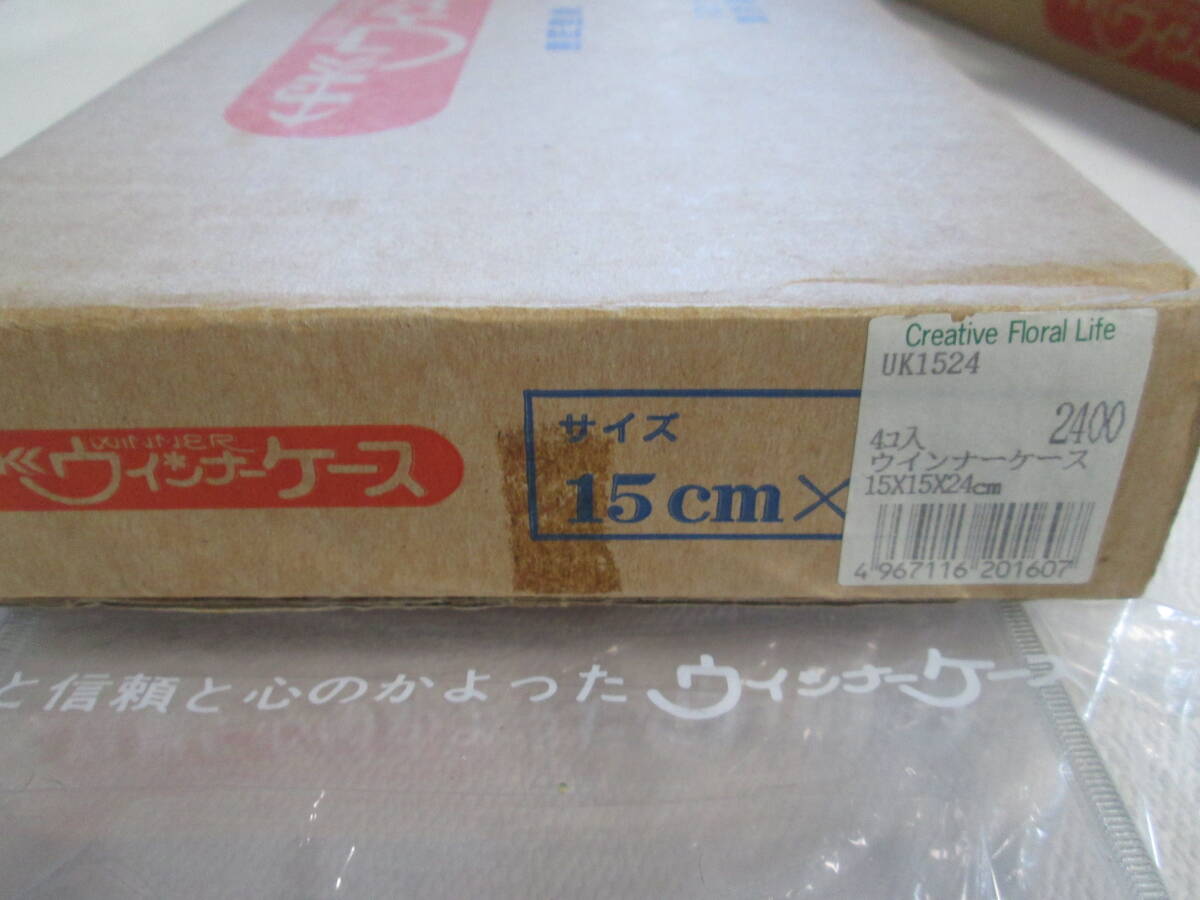 WINNER
ウインナーケース
サイズ
15cm×
Creative Floral Life
UK1524
2400
4コ入
ウインナーケース
15X15X24cm
4 967116 201607
と信頼と心のかよった ウインナーケー